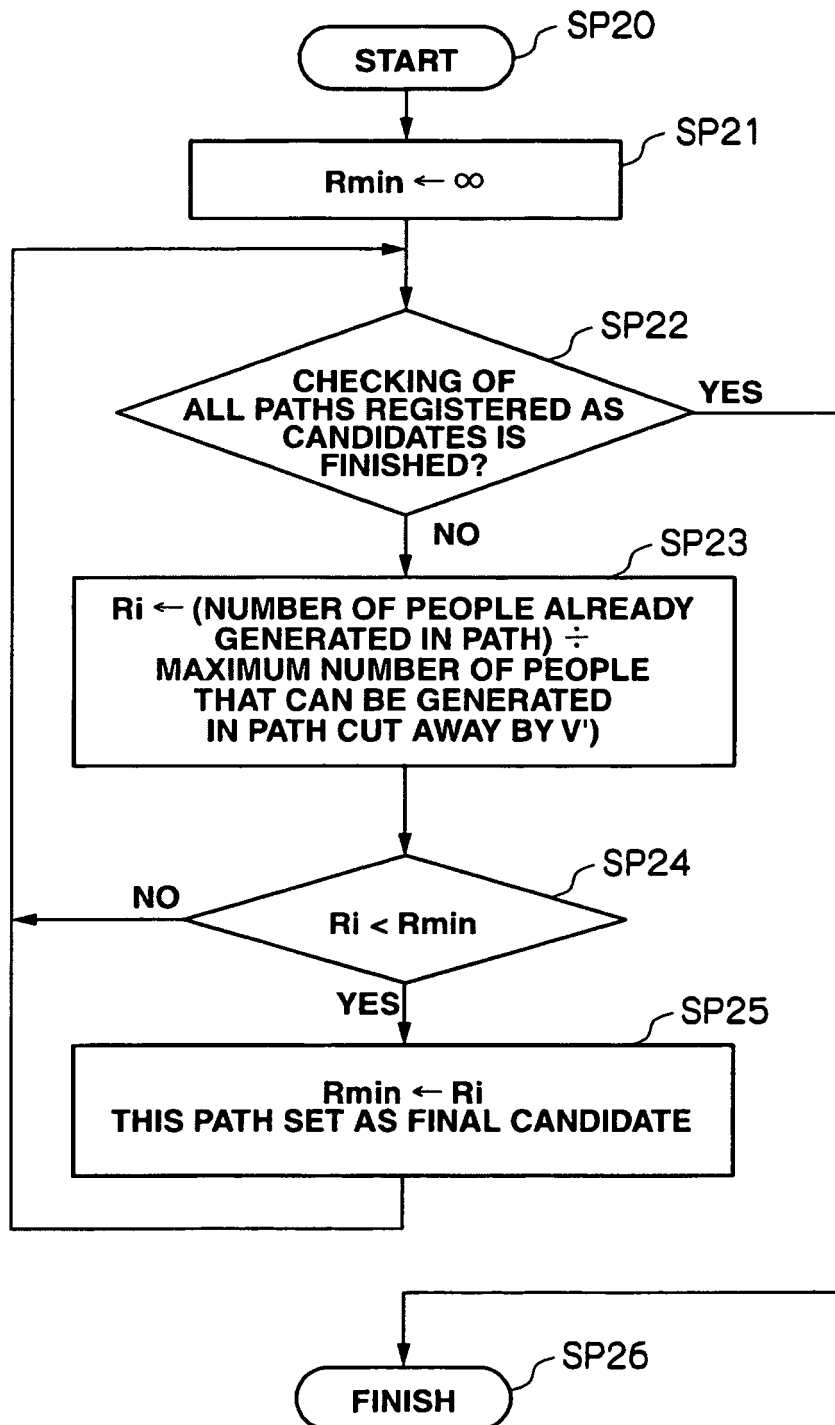 SP20
START
SP21
Rmin ← ∞
SP22
CHECKING OF
ALL PATHS REGISTERED AS
CANDIDATES IS
FINISHED?
YES
NO
SP23
Ri ← (NUMBER OF PEOPLE ALREADY
GENERATED IN PATH) ÷
MAXIMUM NUMBER OF PEOPLE
THAT CAN BE GENERATED
IN PATH CUT AWAY BY V')
SP24
NO
Ri < Rmin
YES
SP25
Rmin ← Ri
THIS PATH SET AS FINAL CANDIDATE
SP26
FINISH